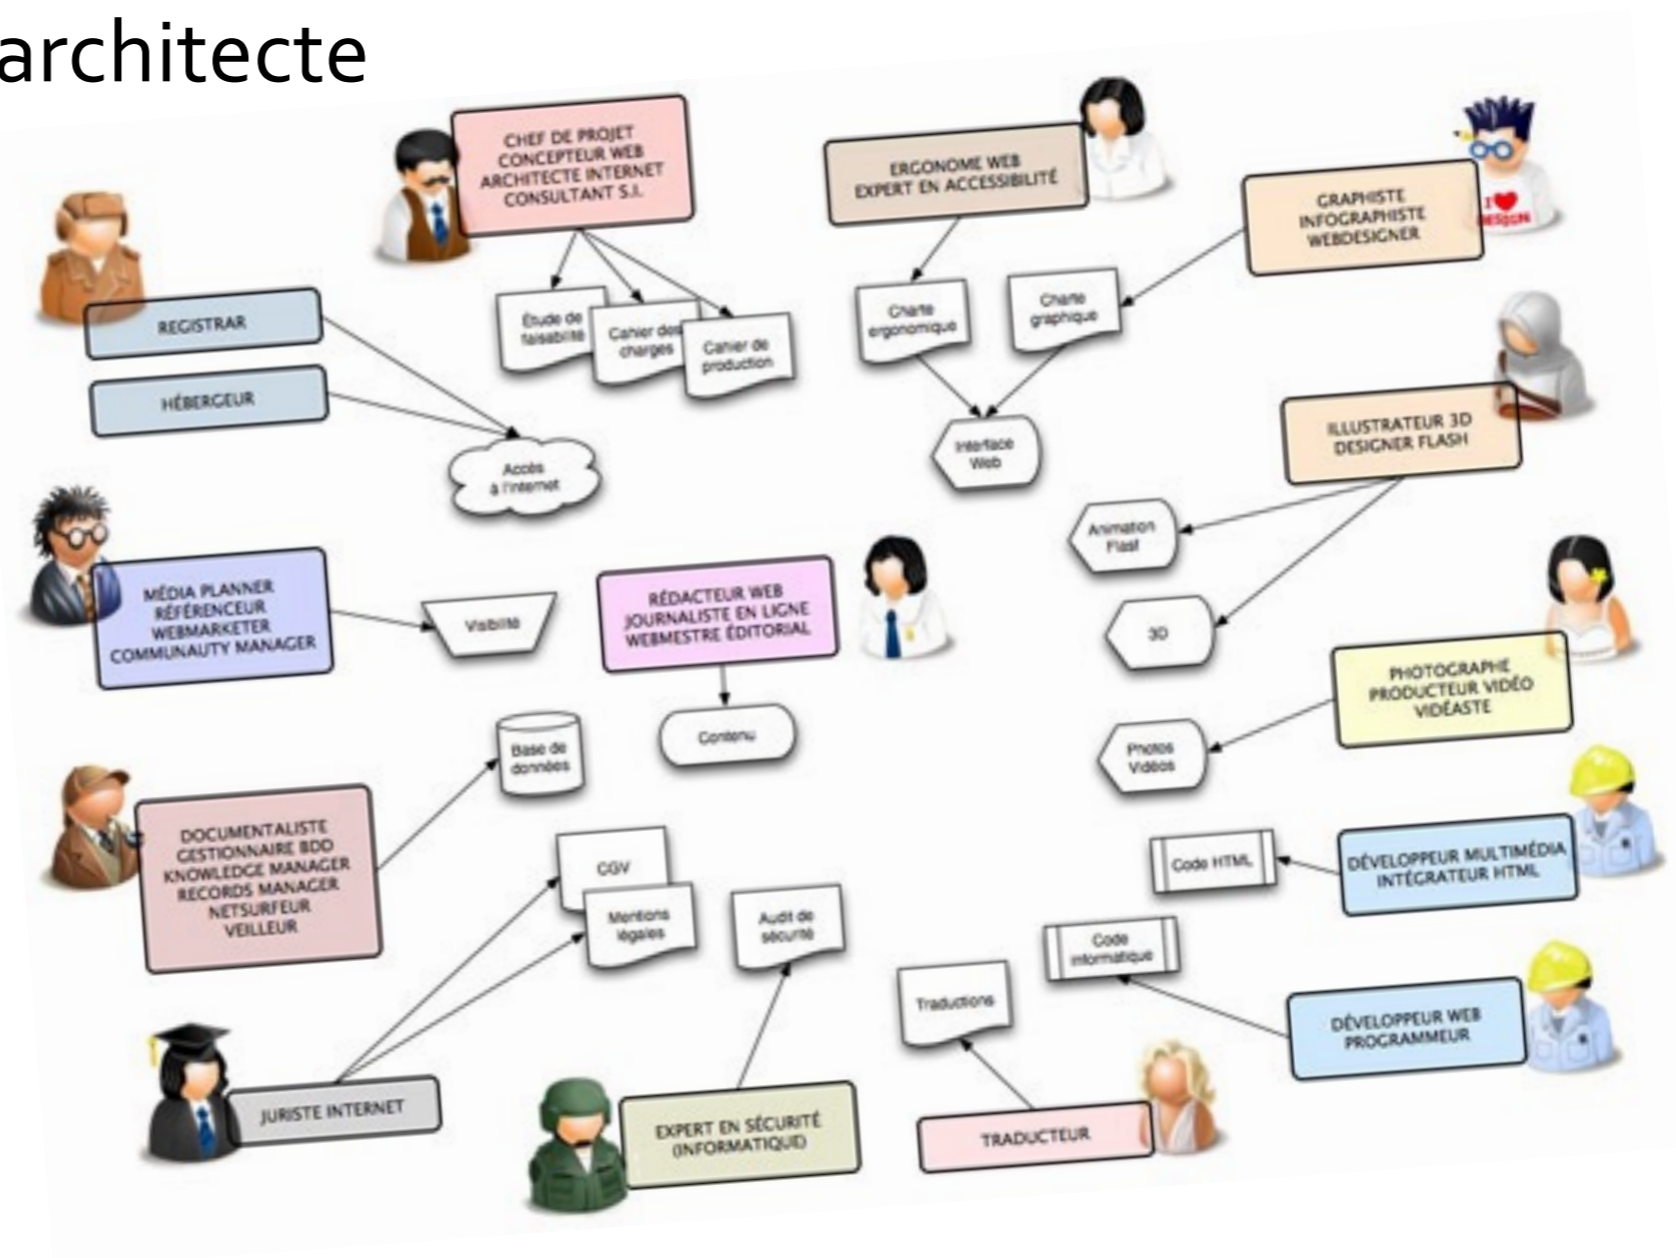 architecte
CHEF DE PROJET
CONCEPTEUR WEB
ARCHITECTE INTERNET
CONSULTANT S.I.
ERGONOME WEB
EXPERT EN ACCESSIBILITÉ
GRAPHISTE
INFOGRAPHISTE
WEBDESIGNER
I
DESIGN
REGISTRAR
HÉBERGEUR
Étude de
faisabilité
Cahier des
charges
Cahier de
production
Charte
ergonomique
Charte
graphique
Interface
Web
Accès
à l'internet
ILLUSTRATEUR 3D
DESIGNER FLASH
Animation
Flash
3D
MÉDIA PLANNER
RÉFÉRENCEUR
WEBMARKETER
COMMUNAUTY MANAGER
Visibilité
RÉDACTEUR WEB
JOURNALISTE EN LIGNE
WEBMESTRE ÉDITORIAL
Contenu
PHOTOGRAPHE
PRODUCTEUR VIDÉO
VIDÉASTE
Photos
Vidéos
Base de
données
DOCUMENTALISTE
GESTIONNAIRE BDD
KNOWLEDGE MANAGER
RECORDS MANAGER
NETSURFEUR
VEILLEUR
CGV
Mentions
légales
Audit de
sécurité
Code HTML
DÉVELOPPEUR MULTIMÉDIA
INTÉGRATEUR HTML
Code
informatique
Traductions
DÉVELOPPEUR WEB
PROGRAMMEUR
JURISTE INTERNET
EXPERT EN SÉCURITÉ
(INFORMATIQUE)
TRADUCTEUR